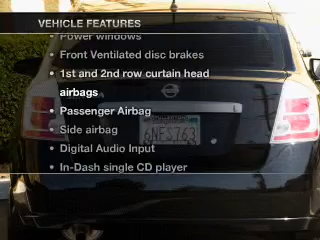 VEHICLE FEATURES
• Power windows
• Front Ventilated disc brakes
• 1st and 2nd row curtain head
airbags
• Passenger Airbag
• Side airbag
• Digital Audio Input
• In-Dash single CD player
6NFS763